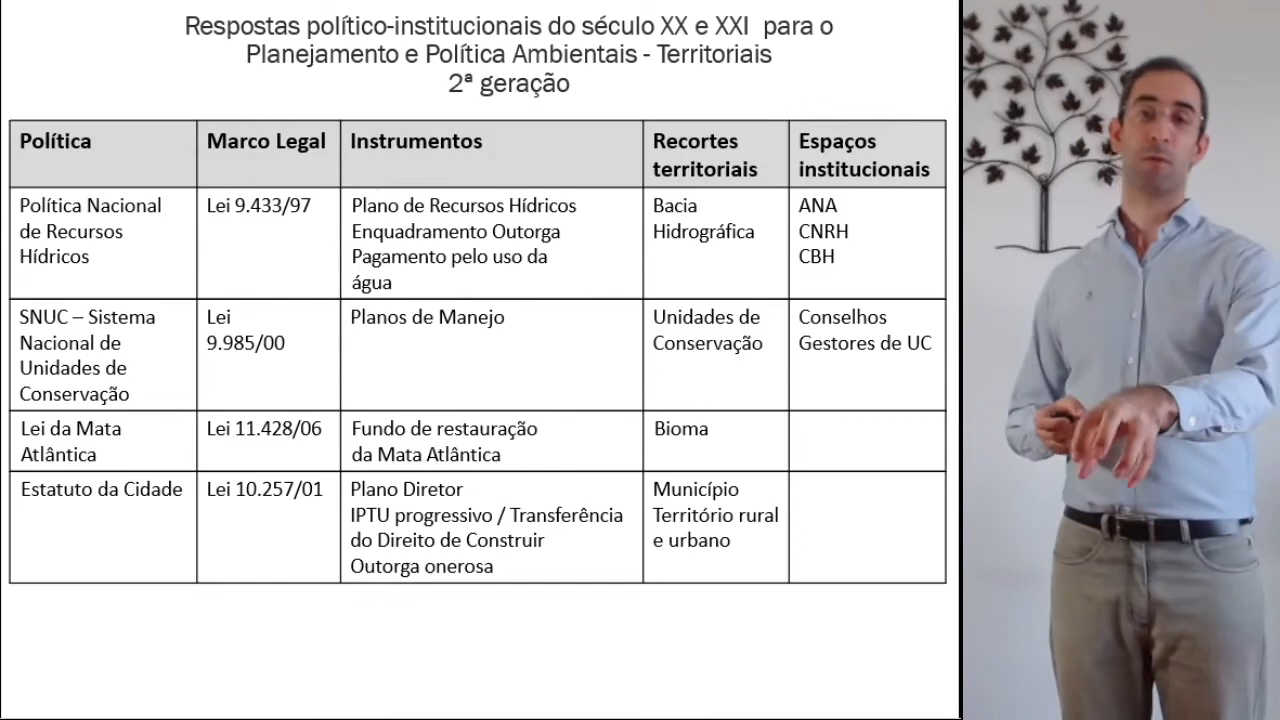 Respostas político-institucionais do século XX e XXI para o
Planejamento e Política Ambientais - Territoriais
2ª geração
Política
Marco Legal
Instrumentos
Recortes
territoriais
Espaços
institucionais
Política Nacional
de Recursos
Hídricos
Lei 9.433/97
Plano de Recursos Hídricos
Enquadramento Outorga
Pagamento pelo uso da
água
Bacia
Hidrográfica
ANA
CNRH
CBH
SNUC – Sistema
Nacional de
Unidades de
Conservação
Lei
9.985/00
Planos de Manejo
Unidades de
Conservação
Conselhos
Gestores de UC
Lei da Mata
Atlântica
Lei 11.428/06
Fundo de restauração
da Mata Atlântica
Bioma
Estatuto da Cidade
Lei 10.257/01
Plano Diretor
IPTU progressivo / Transferência
do Direito de Construir
Outorga onerosa
Município
Território rural
e urbano